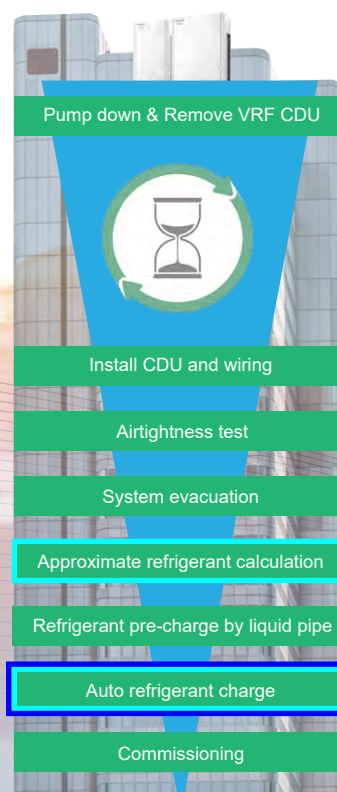 Pump down & Remove VRF CDU
Install CDU and wiring
Airtightness test
System evacuation
Approximate refrigerant calculation
Refrigerant pre-charge by liquid pipe
Auto refrigerant charge
Commissioning